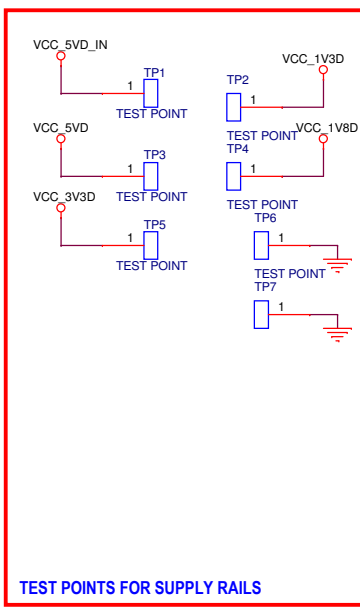 VCC_5VD_IN
1
TP1
TEST POINT
VCC_5VD
1
TP3
TEST POINT
VCC_3V3D
1
TP5
TEST POINT
VCC_1V3D
TP2
1
TEST POINT
VCC_1V8D
TP4
1
TEST POINT
TP6
1
TEST POINT
TP7
1
TEST POINTS FOR SUPPLY RAILS